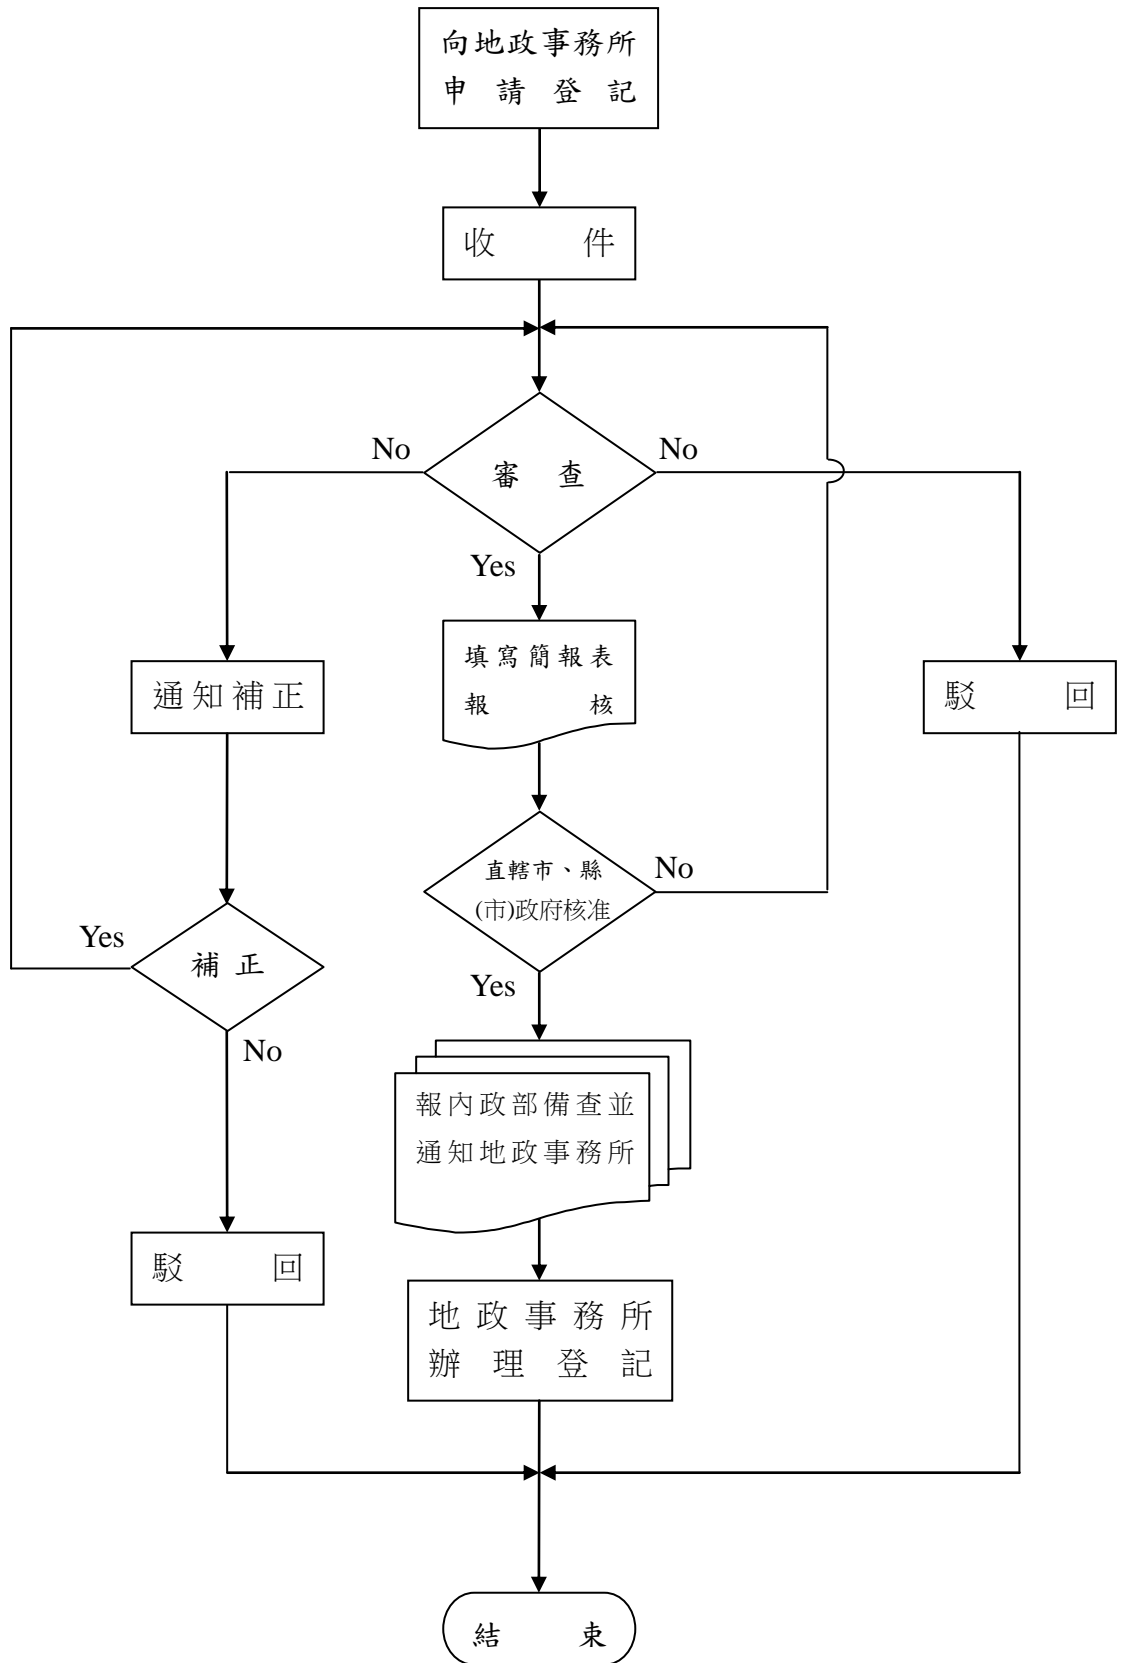 向地政事務所
申請登記
收件
No
No
審查
Yes
填寫簡報表
報核
通知補正
駁回
直轄市、縣
(市)政府核准
No
Yes
補正
Yes
No
報內政部備查並
通知地政事務所
駁回
地政事務所
辦理登記
結束